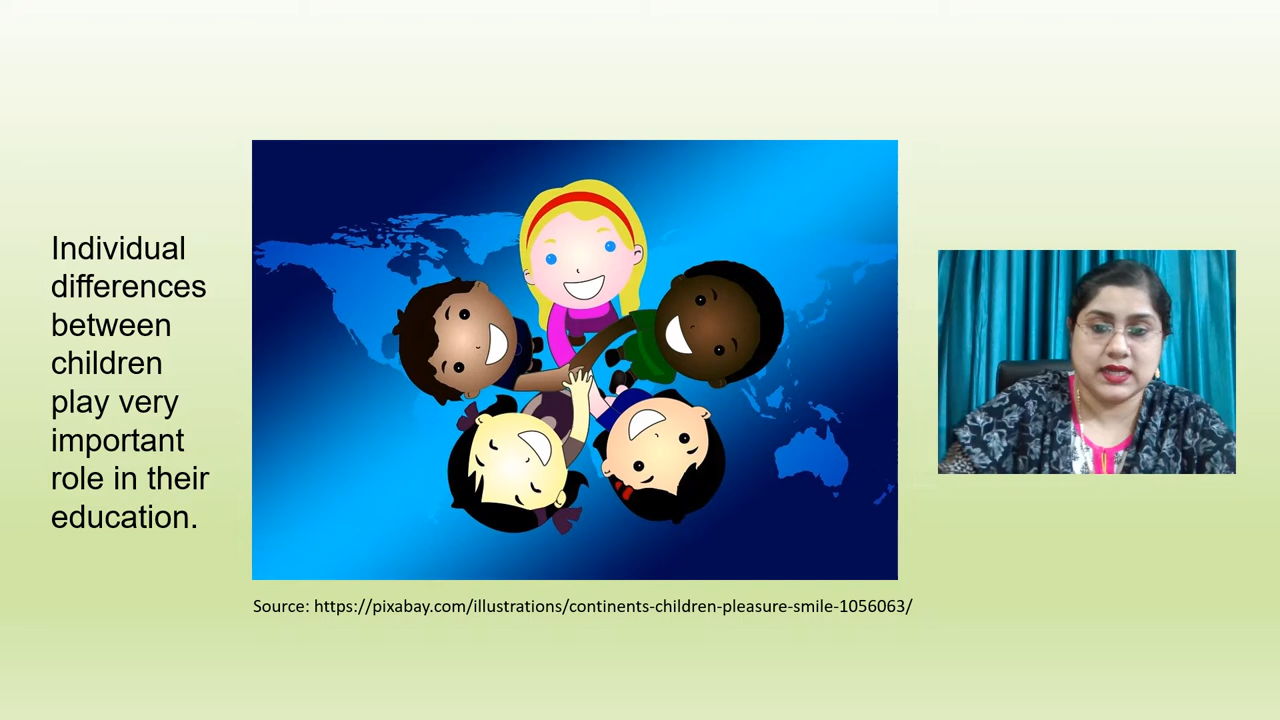 Individual
differences
between
children
play very
important
role in their
education.
Source: https://pixabay.com/illustrations/continents-children-pleasure-smile-1056063/